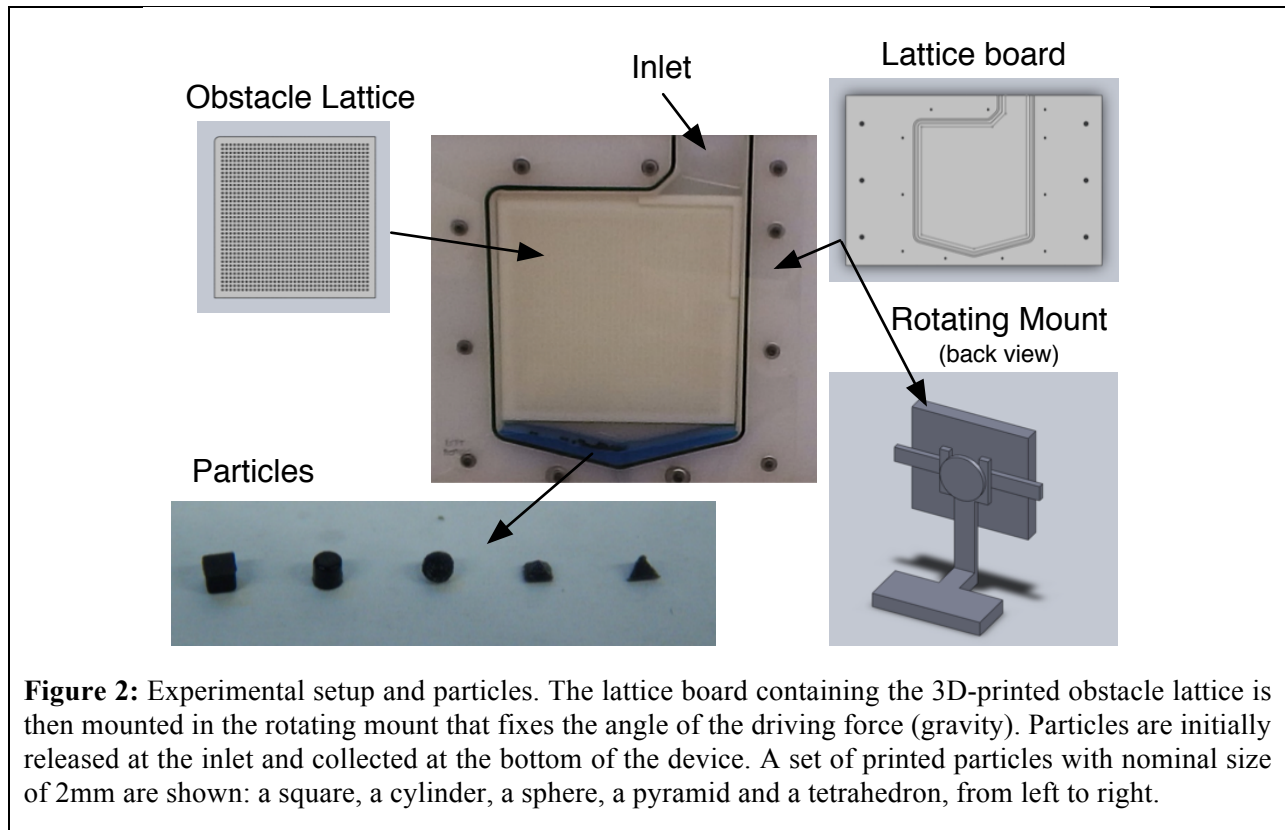 Inlet
Lattice board
Obstacle Lattice
Rotating Mount
(back view)
Particles
Figure 2: Experimental setup and particles. The lattice board containing the 3D-printed obstacle lattice is
then mounted in the rotating mount that fixes the angle of the driving force (gravity). Particles are initially
released at the inlet and collected at the bottom of the device. A set of printed particles with nominal size
of 2mm are shown: a square, a cylinder, a sphere, a pyramid and a tetrahedron, from left to right.